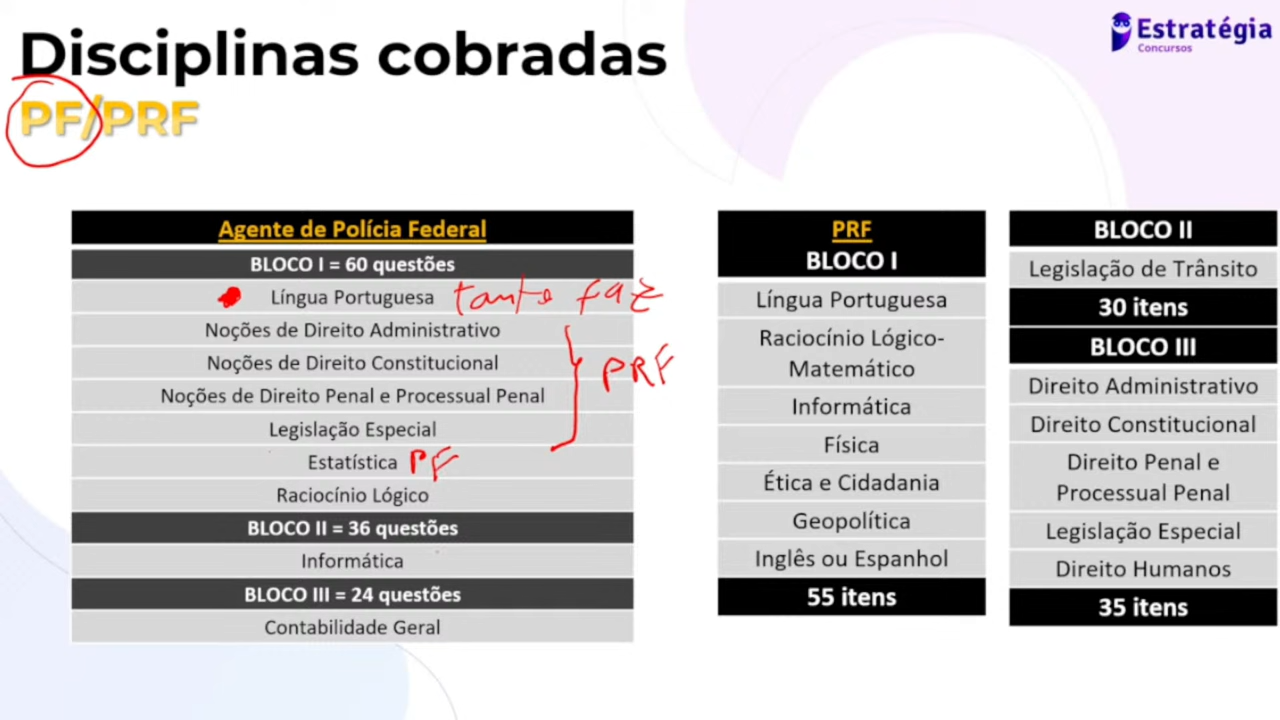 Disciplinas cobradas
Estratégia
Concursos
PF/PRF
Agente de Polícia Federal
BLOCO I = 60 questões
Língua Portuguesa tanto faz
Noções de Direito Administrativo
Noções de Direito Constitucional
Noções de Direito Penal e Processual Penal
PRF
Legislação Especial
Estatística PF
Raciocínio Lógico
BLOCO II = 36 questões
Informática
BLOCO III = 24 questões
Contabilidade Geral
PRF
BLOCO I
Língua Portuguesa
Raciocínio Lógico-
Matemático
Informática
Física
Ética e Cidadania
Geopolítica
Inglês ou Espanhol
55 itens
BLOCO II
Legislação de Trânsito
30 itens
BLOCO III
Direito Administrativo
Direito Constitucional
Direito Penal e
Processual Penal
Legislação Especial
Direito Humanos
35 itens